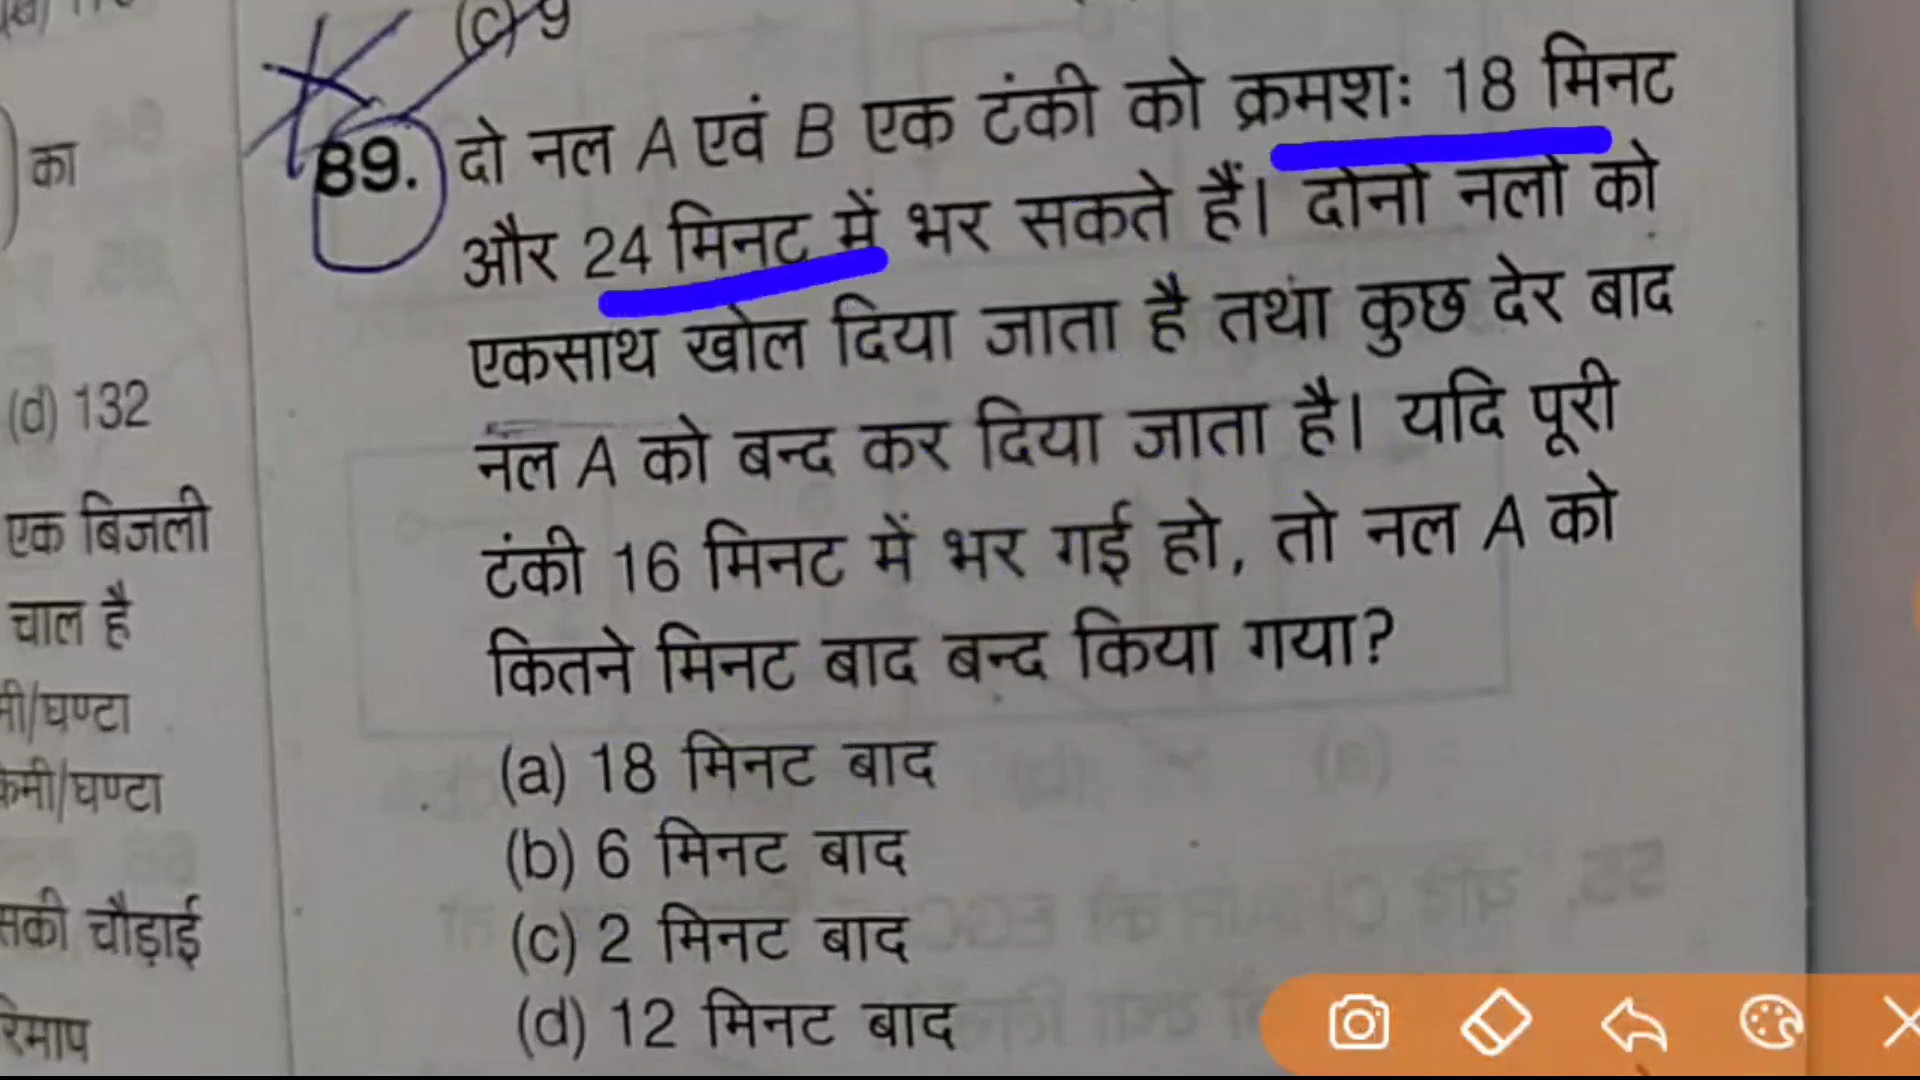 (c) 9
89. दो नल A एवं B एक टंकी को क्रमशः 18 मिनट
और 24 मिनट में भर सकते हैं। दोनों नलों को
एकसाथ खोल दिया जाता है तथा कुछ देर बाद
नल A को बन्द कर दिया जाता है। यदि पूरी
टंकी 16 मिनट में भर गई हो, तो नल A को
कितने मिनट बाद बन्द किया गया?
(a) 18 मिनट बाद
(b) 6 मिनट बाद
(c) 2 मिनट बाद
(d) 12 मिनट बाद
का
(d) 132
एक बिजली
चाल है
मी/घण्टा
केमी/घण्टा
सकी चौड़ाई
रिमाप